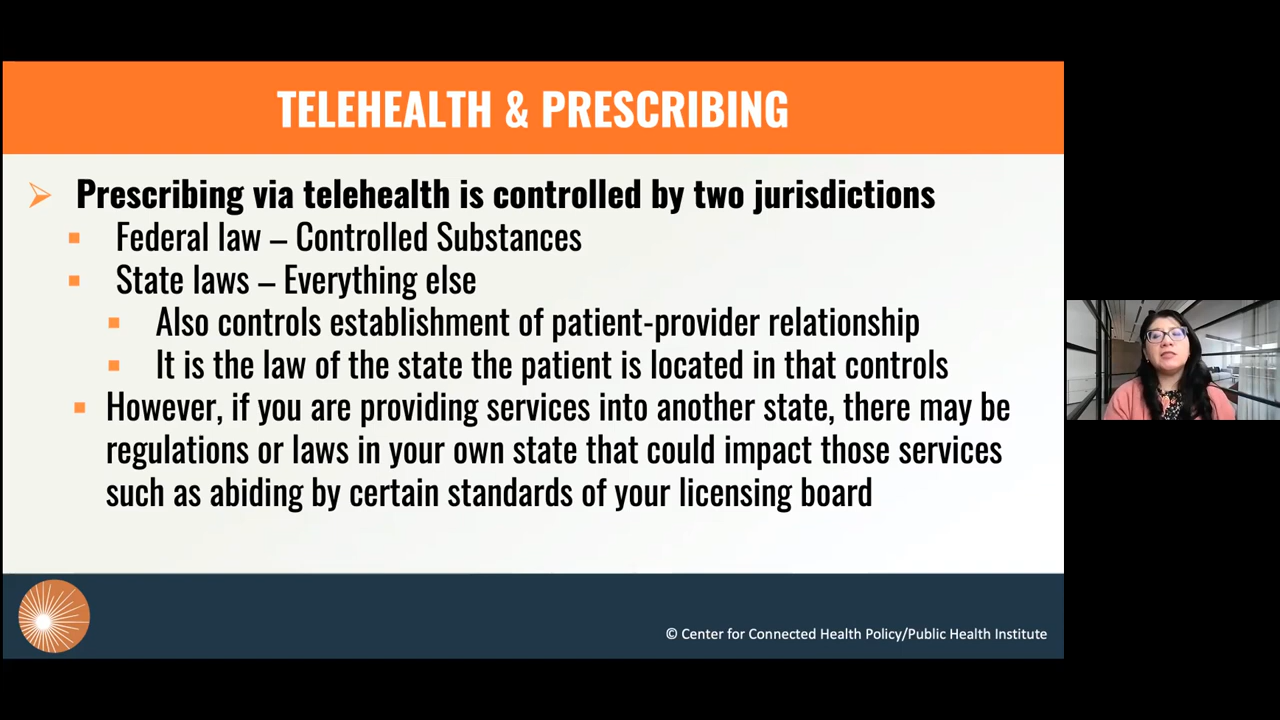 TELEHEALTH & PRESCRIBING
Prescribing via telehealth is controlled by two jurisdictions
Federal law – Controlled Substances
State laws – Everything else
Also controls establishment of patient-provider relationship
It is the law of the state the patient is located in that controls
However, if you are providing services into another state, there may be
regulations or laws in your own state that could impact those services
such as abiding by certain standards of your licensing board
© Center for Connected Health Policy/Public Health Institute